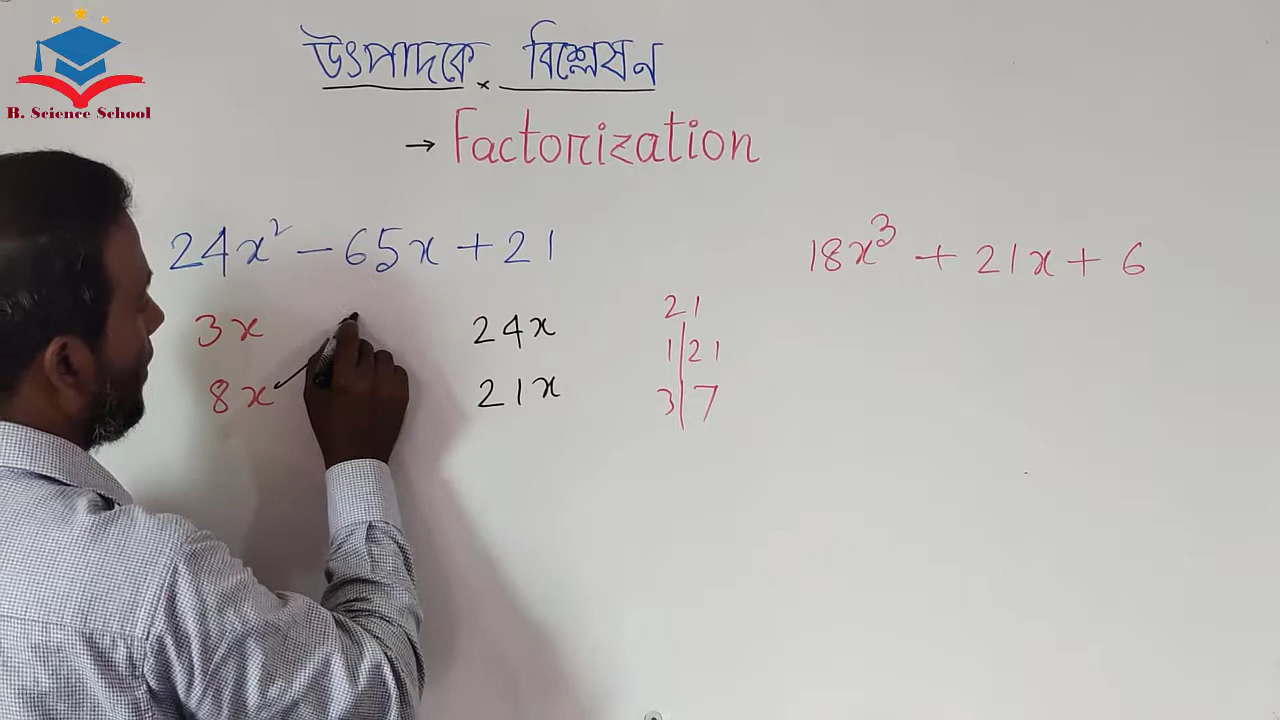 B. Science School
উৎপাদকে বিশ্লেষন
→ Factorization
24x² – 65x + 21
18x³ + 21x + 6
3x
8x
24x
21x
21
1|21
3|7